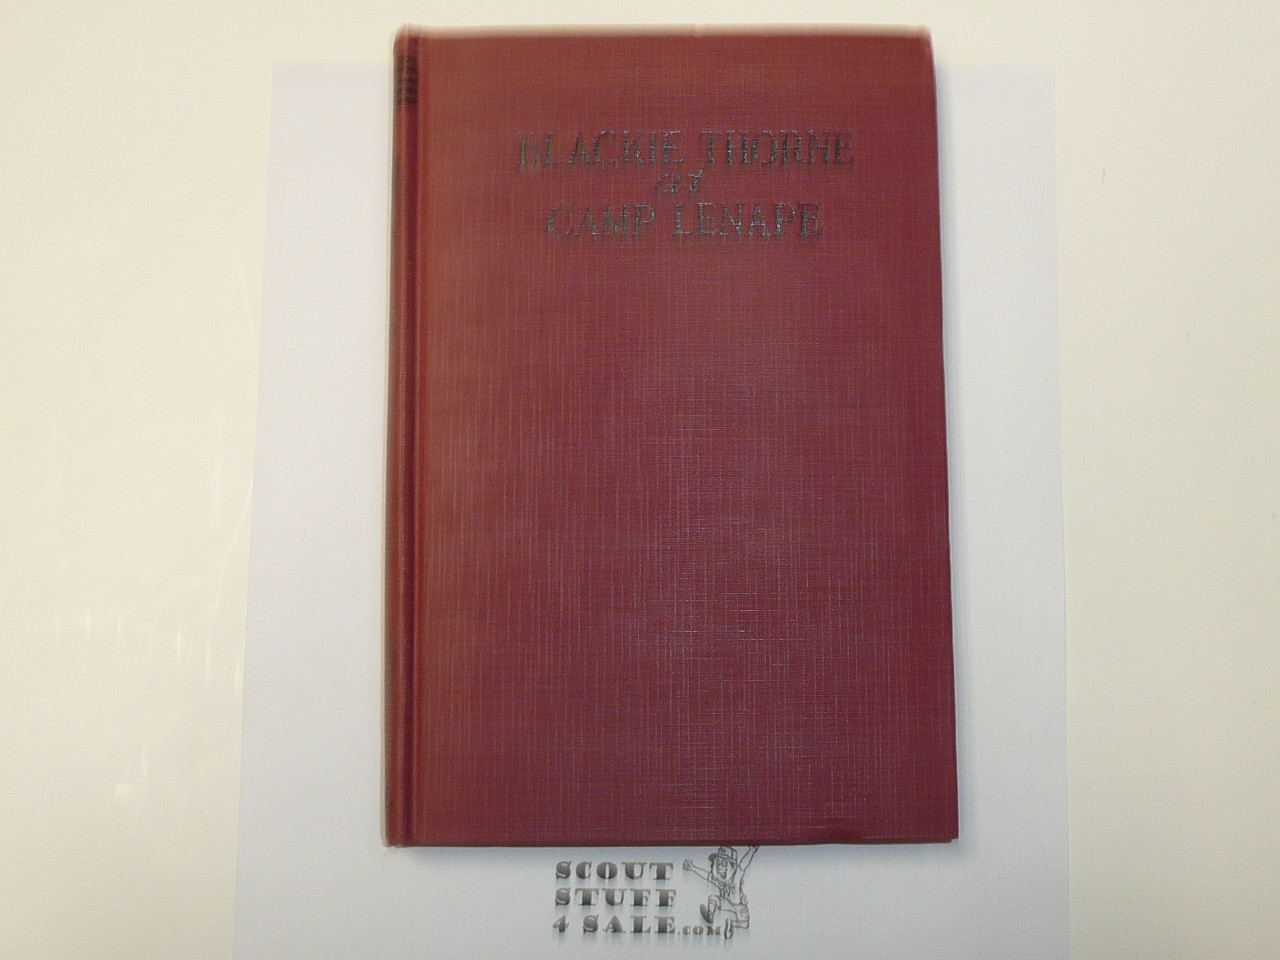 BLACKIE THORNE
at
CAMP LENAPE
SCOUT
STUFF
4 SALE.COM